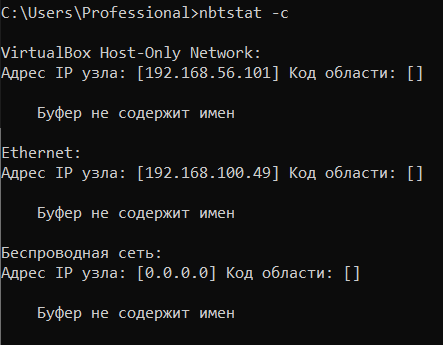 C:\Users\Professional>nbtstat -c
VirtualBox Host-Only Network:
Адрес IP узла: [192.168.56.101] Код области: []
Буфер не содержит имен
Ethernet:
Адрес IP узла: [192.168.100.49] Код области: []
Буфер не содержит имен
Беспроводная сеть:
Адрес IP узла: [0.0.0.0] Код области: []
Буфер не содержит имен